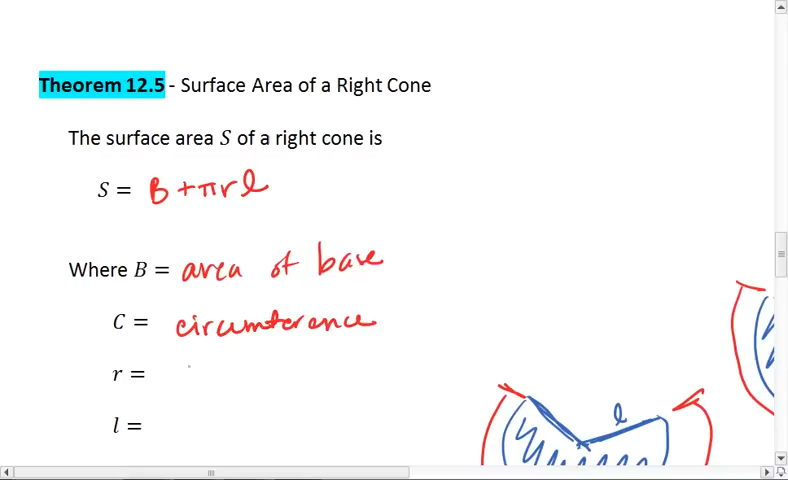 Theorem 12.5 - Surface Area of a Right Cone
The surface area S of a right cone is
S = B + πrl
Where B = area of base
C = circumference
r =
l =
l